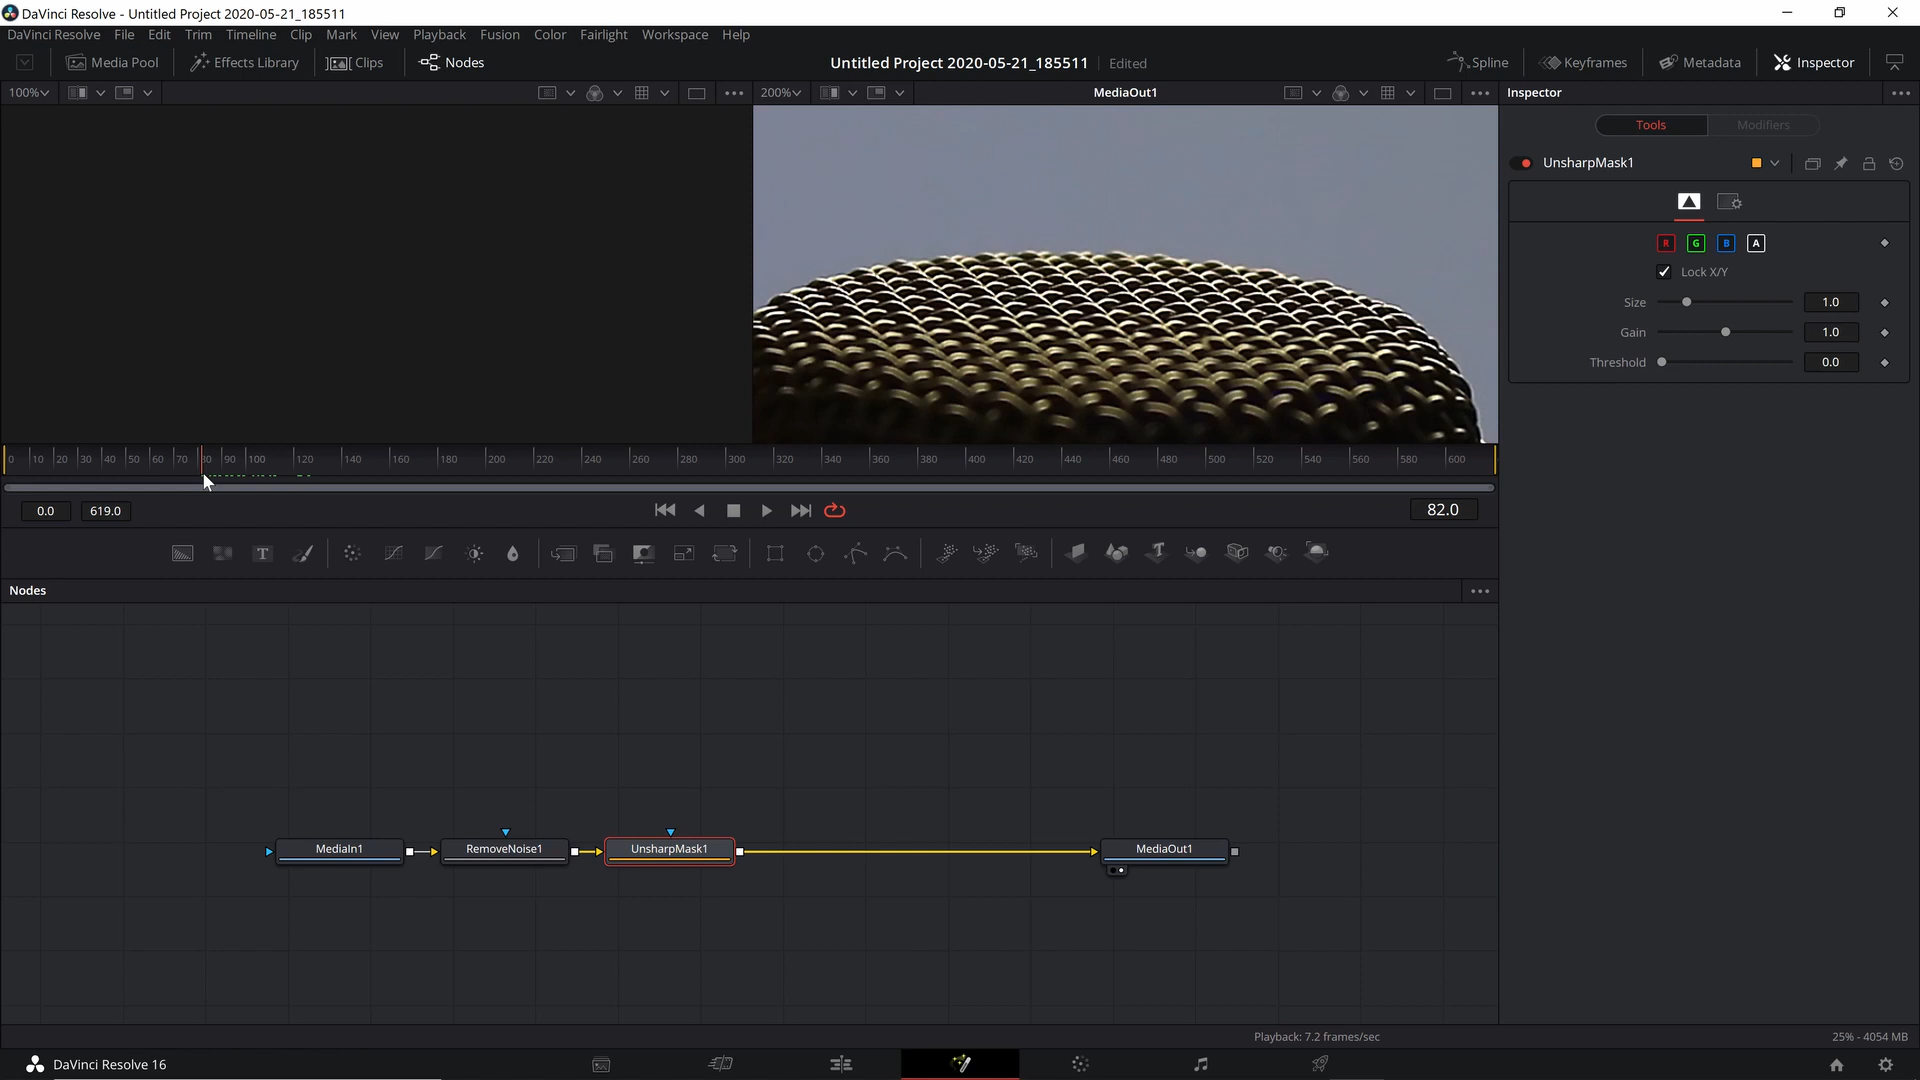 DaVinci Resolve - Untitled Project 2020-05-21_185511
DaVinci Resolve File Edit Trim Timeline Clip Mark View Playback Fusion Color Fairlight Workspace Help
Media Pool Effects Library Clips Nodes Untitled Project 2020-05-21_185511 Edited Spline Keyframes Metadata Inspector
100% 200% MediaOut1 Inspector
Tools Modifiers
UnsharpMask1
R G B A
Lock X/Y
Size 1.0
Gain 1.0
Threshold 0.0
0 10 20 30 40 50 60 70 80 90 100 120 140 160 180 200 220 240 260 280 300 320 340 360 380 400 420 440 460 480 500 520 540 560 580 600
0.0 619.0 82.0
T
Nodes
MediaIn1 RemoveNoise1 UnsharpMask1 MediaOut1
Playback: 7.2 frames/sec 25% - 4054 MB
DaVinci Resolve 16